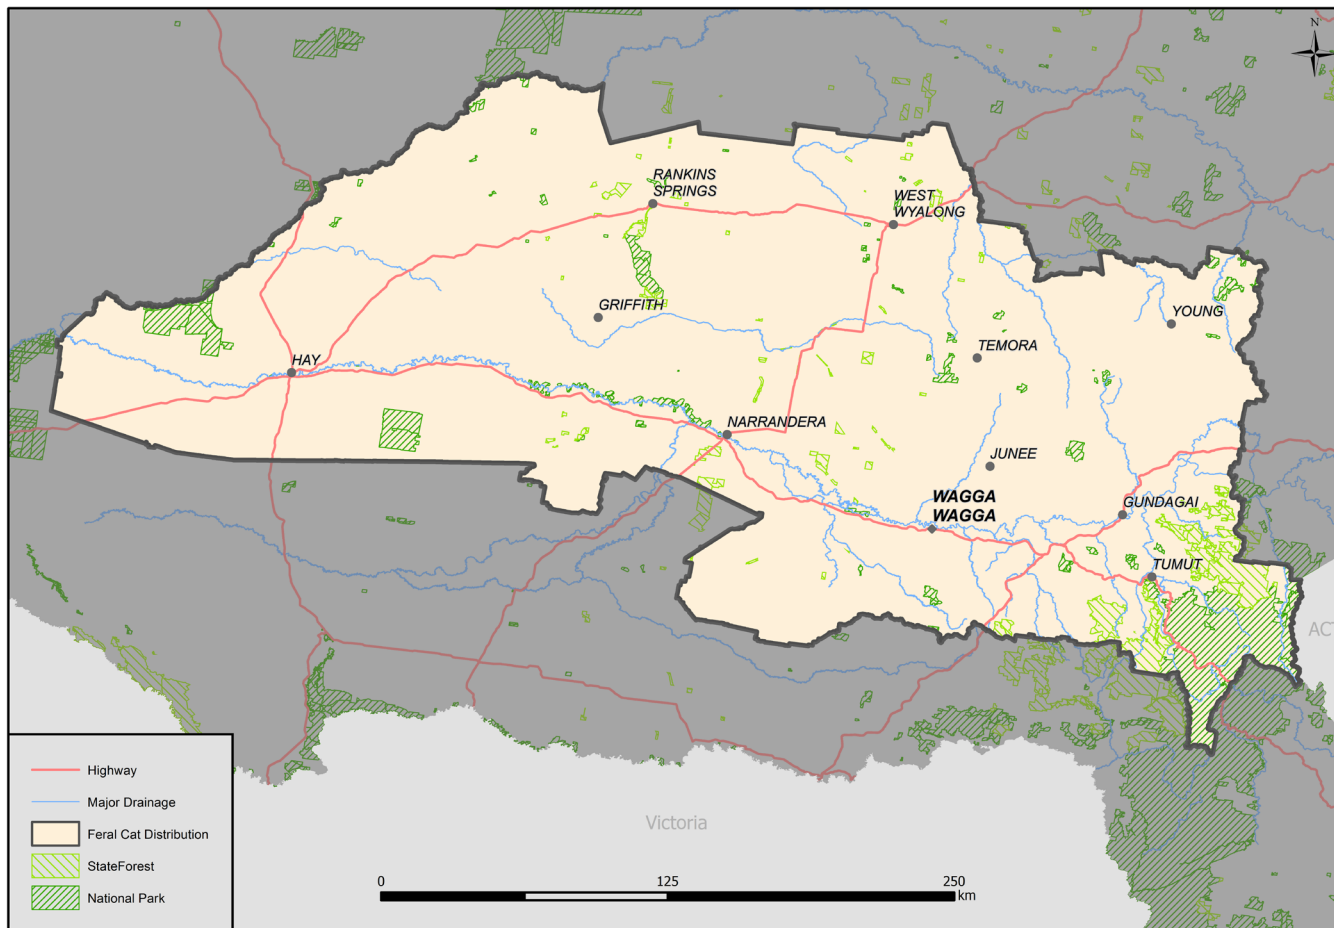 N
RANKINS
SPRINGS
WEST
WYALONG
GRIFFITH
YOUNG
TEMORA
HAY
NARRANDERA
JUNEE
WAGGA
WAGGA
GUNDAGAI
TUMUT
ACT
Victoria
Highway
Major Drainage
Feral Cat Distribution
StateForest
National Park
0
125
250
km